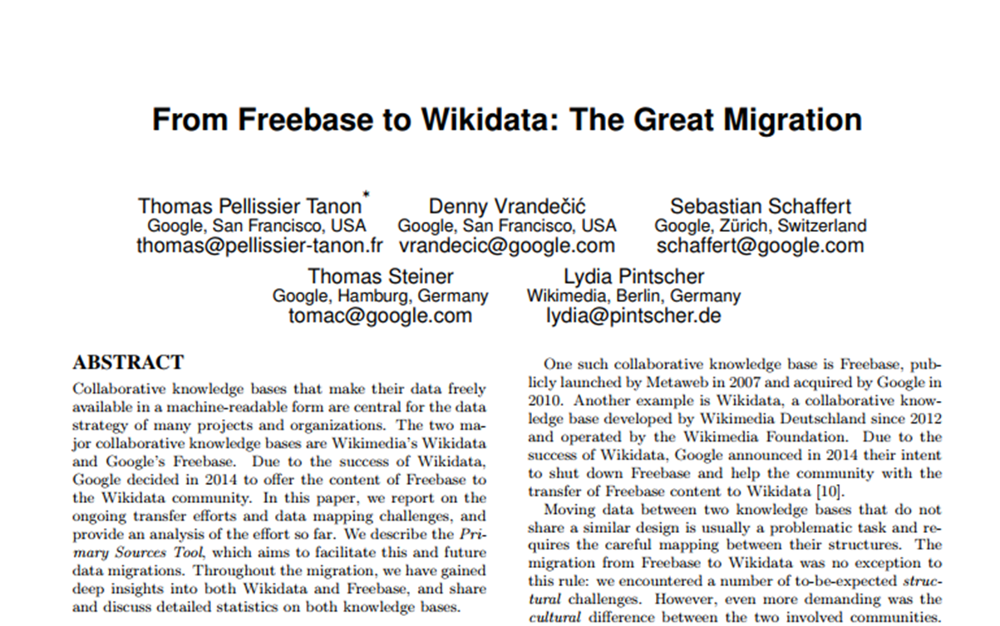 From Freebase to Wikidata: The Great Migration
Thomas Pellissier Tanon*
Google, San Francisco, USA
thomas@pellissier-tanon.fr
Denny Vrandečić
Google, San Francisco, USA
vrandecic@google.com
Sebastian Schaffert
Google, Zürich, Switzerland
schaffert@google.com
Thomas Steiner
Google, Hamburg, Germany
tomac@google.com
Lydia Pintscher
Wikimedia, Berlin, Germany
lydia@pintscher.de
ABSTRACT
Collaborative knowledge bases that make their data freely
available in a machine-readable form are central for the data
strategy of many projects and organizations. The two ma-
jor collaborative knowledge bases are Wikimedia's Wikidata
and Google's Freebase. Due to the success of Wikidata,
Google decided in 2014 to offer the content of Freebase to
the Wikidata community. In this paper, we report on the
ongoing transfer efforts and data mapping challenges, and
provide an analysis of the effort so far. We describe the Pri-
mary Sources Tool, which aims to facilitate this and future
data migrations. Throughout the migration, we have gained
deep insights into both Wikidata and Freebase, and share
and discuss detailed statistics on both knowledge bases.
One such collaborative knowledge base is Freebase, pub-
licly launched by Metaweb in 2007 and acquired by Google in
2010. Another example is Wikidata, a collaborative know-
ledge base developed by Wikimedia Deutschland since 2012
and operated by the Wikimedia Foundation. Due to the
success of Wikidata, Google announced in 2014 their intent
to shut down Freebase and help the community with the
transfer of Freebase content to Wikidata [10].
Moving data between two knowledge bases that do not
share a similar design is usually a problematic task and re-
quires the careful mapping between their structures. The
migration from Freebase to Wikidata was no exception to
this rule: we encountered a number of to-be-expected struc-
tural challenges. However, even more demanding was the
cultural difference between the two involved communities.